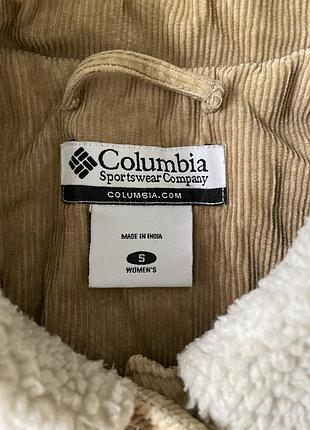 Columbia
Sportswear Company
COLUMBIA.COM
MADE IN INDIA
S
WOMEN'S